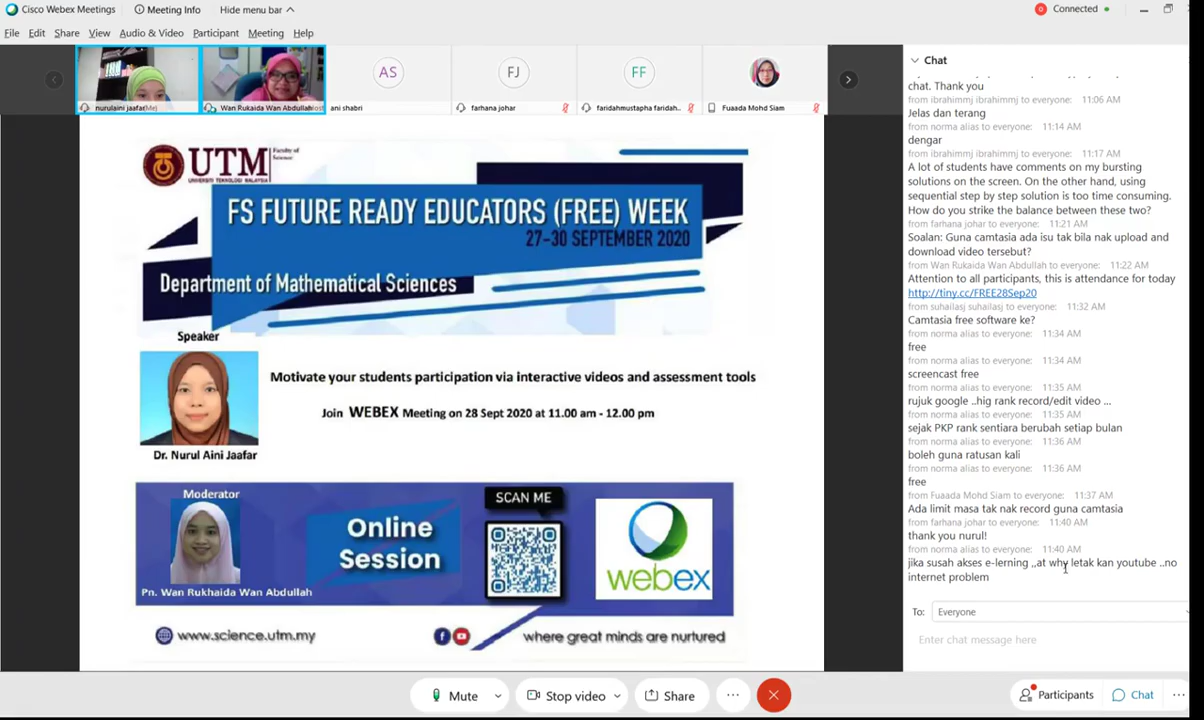 Cisco Webex Meetings
Meeting Info
Hide menu bar
Connected
File Edit Share View Audio & Video Participant Meeting Help
nurulaini jaafar(Me)
Wan Rukaida Wan Abdullah
AS
ani shabri
FJ
farhana johar
FF
faridahmustapha faridah..
Fuaada Mohd Siam
UTM
Faculty of
Science
UNIVERSITI TEKNOLOGI MALAYSIA
FS FUTURE READY EDUCATORS (FREE) WEEK
27-30 SEPTEMBER 2020
Department of Mathematical Sciences
Speaker
Motivate your students participation via interactive videos and assessment tools
Join WEBEX Meeting on 28 Sept 2020 at 11.00 am - 12.00 pm
Dr. Nurul Aini Jaafar
Moderator
Pn. Wan Rukhaida Wan Abdullah
Online
Session
SCAN ME
webex
www.science.utm.my
where great minds are nurtured
Chat
chat. Thank you
from ibrahimmj ibrahimmj to everyone: 11:06 AM
Jelas dan terang
from norma alias to everyone: 11:14 AM
dengar
from ibrahimmj ibrahimmj to everyone: 11:17 AM
A lot of students have comments on my bursting
solutions on the screen. On the other hand, using
sequential step by step solution is too time consuming.
How do you strike the balance between these two?
from farhana johar to everyone: 11:21 AM
Soalan: Guna camtasia ada isu tak bila nak upload and
download video tersebut?
from Wan Rukaida Wan Abdullah to everyone: 11:22 AM
Attention to all participants, this is attendance for today
http://tiny.cc/FREE28Sep20
from suhailasj suhailasj to everyone: 11:32 AM
Camtasia free software ke?
from norma alias to everyone: 11:34 AM
free
from norma alias to everyone: 11:34 AM
screencast free
from norma alias to everyone: 11:35 AM
rujuk google ..hig rank record/edit video ...
from norma alias to everyone: 11:35 AM
sejak PKP rank sentiara berubah setiap bulan
from norma alias to everyone: 11:36 AM
boleh guna ratusan kali
from norma alias to everyone: 11:36 AM
free
from Fuaada Mohd Siam to everyone: 11:37 AM
Ada limit masa tak nak record guna camtasia
from farhana johar to everyone: 11:40 AM
thank you nurul!
from norma alias to everyone: 11:40 AM
jika susah akses e-lerning ,,at why letak kan youtube ..no
internet problem
To: Everyone
Enter chat message here
Mute
Stop video
Share
Participants
Chat